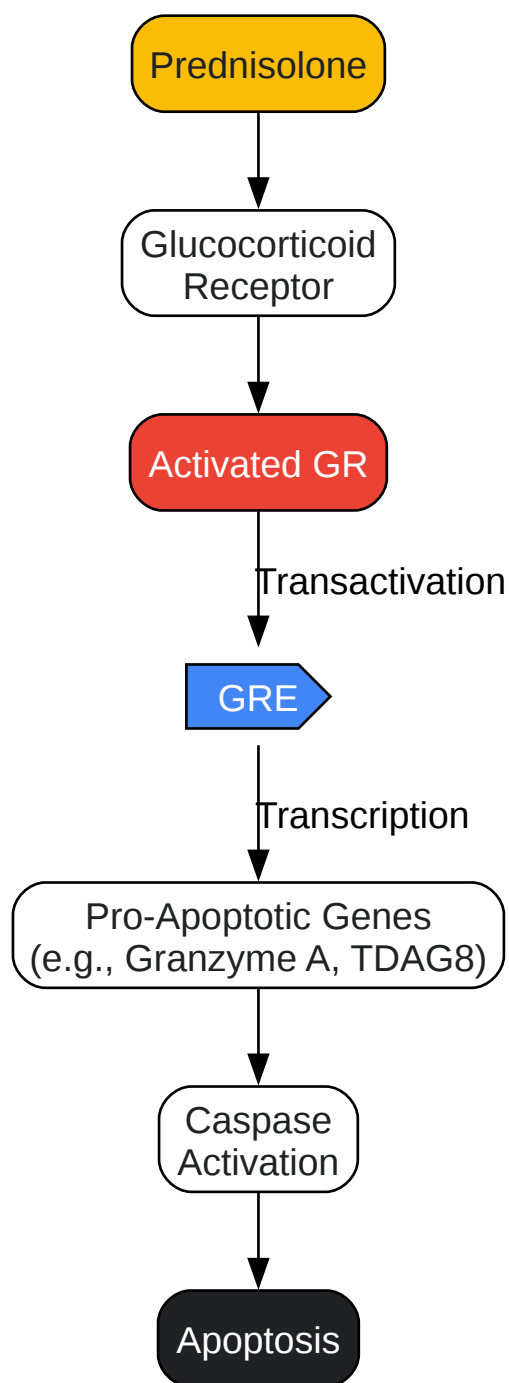 Prednisolone
Glucocorticoid
Receptor
Activated GR
Transactivation
GRE
Transcription
Pro-Apoptotic Genes
(e.g., Granzyme A, TDAG8)
Caspase
Activation
Apoptosis